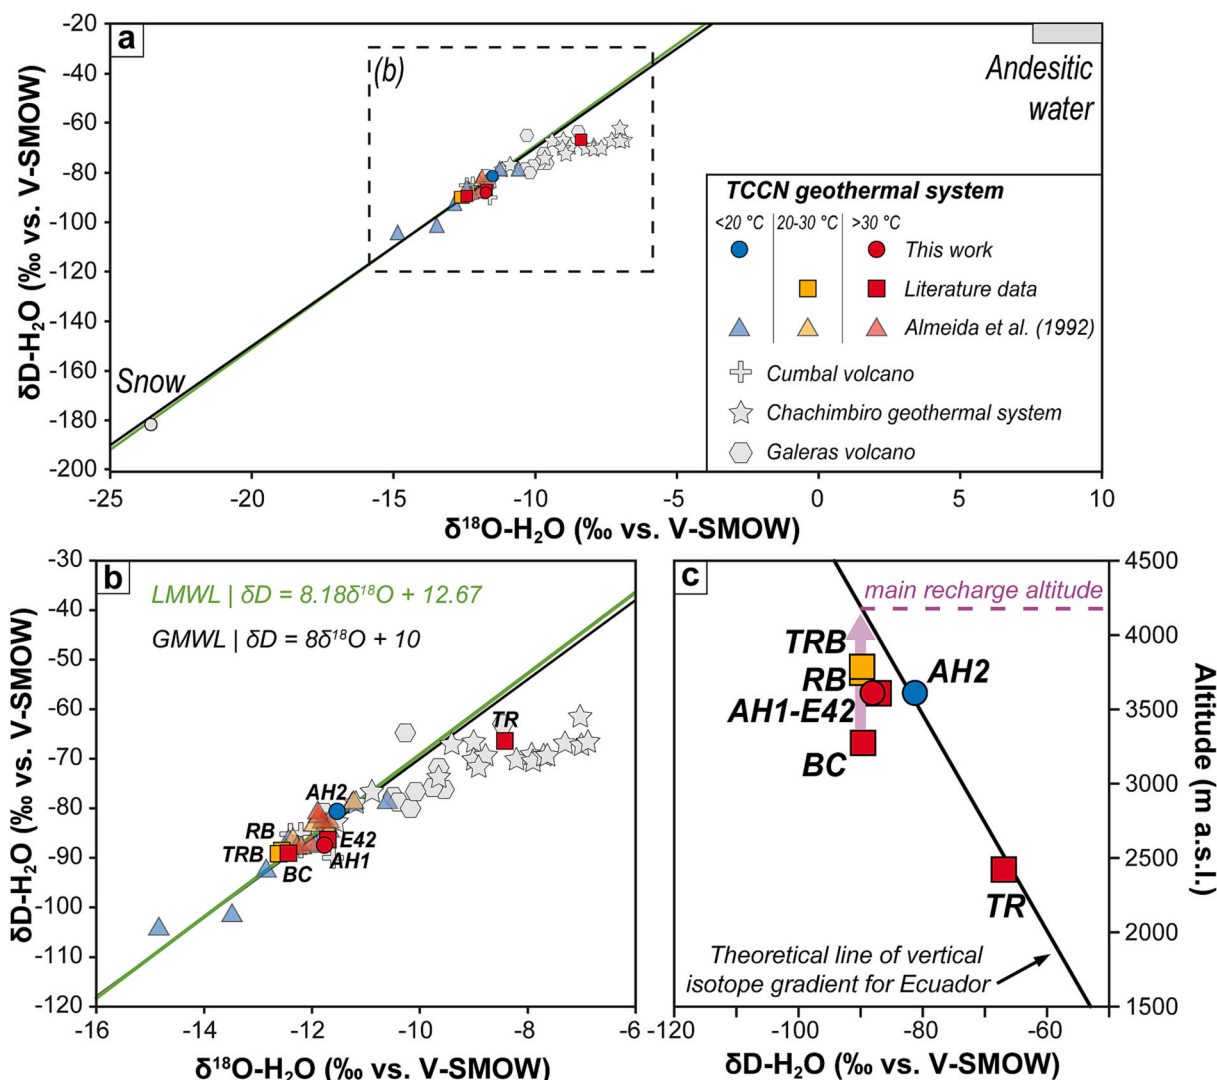 a
(b)
Andesitic
water
Snow
TCCN geothermal system
<20 °C
20-30 °C
>30 °C
This work
Literature data
Almeida et al. (1992)
Cumbal volcano
Chachimbiro geothermal system
Galeras volcano
-20
-40
-60
-80
-100
-120
-140
-160
-180
-200
δD-H₂O (‰ vs. V-SMOW)
-25
-20
-15
-10
-5
0
5
10
δ¹⁸O-H₂O (‰ vs. V-SMOW)
b
LMWL | δD = 8.18δ¹⁸O + 12.67
GMWL | δD = 8δ¹⁸O + 10
TR
AH2
RB
E42
TRB
AH1
BC
-30
-40
-50
-60
-70
-80
-90
-100
-110
-120
δD-H₂O (‰ vs. V-SMOW)
-16
-14
-12
-10
-8
-6
δ¹⁸O-H₂O (‰ vs. V-SMOW)
c
main recharge altitude
TRB
RB
AH2
AH1-E42
BC
TR
Theoretical line of vertical
isotope gradient for Ecuador
4500
4000
3500
3000
2500
2000
1500
Altitude (m a.s.l.)
-120
-100
-80
-60
δD-H₂O (‰ vs. V-SMOW)